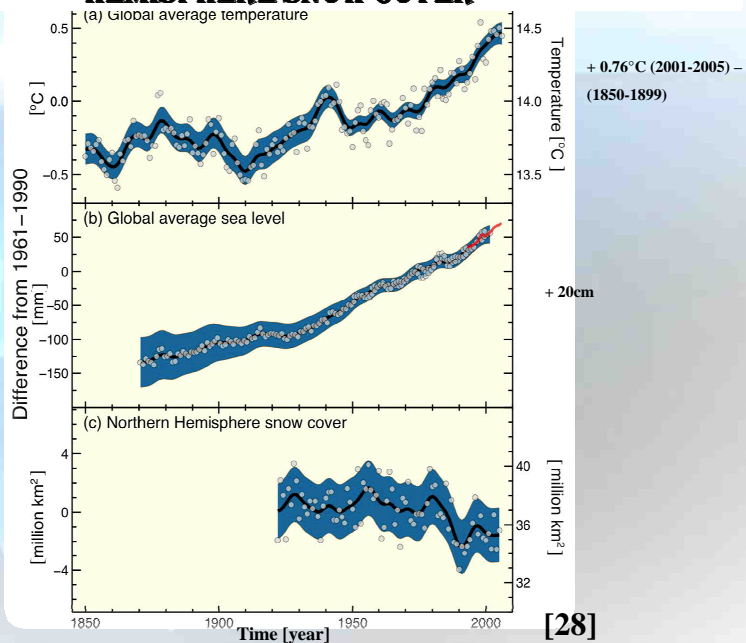 HEMISPHERE SNOW COVER
(a) Global average temperature
0.5
0.0
−0.5
[°C]
14.5
14.0
13.5
Temperature [°C]
+ 0.76°C (2001-2005) –
(1850-1899)
(b) Global average sea level
50
0
−50
−100
−150
Difference from 1961−1990
[mm]
+ 20cm
(c) Northern Hemisphere snow cover
4
0
−4
[million km²]
40
36
32
[ million km² ]
1850
1900
1950
2000
Time [year]
[28]